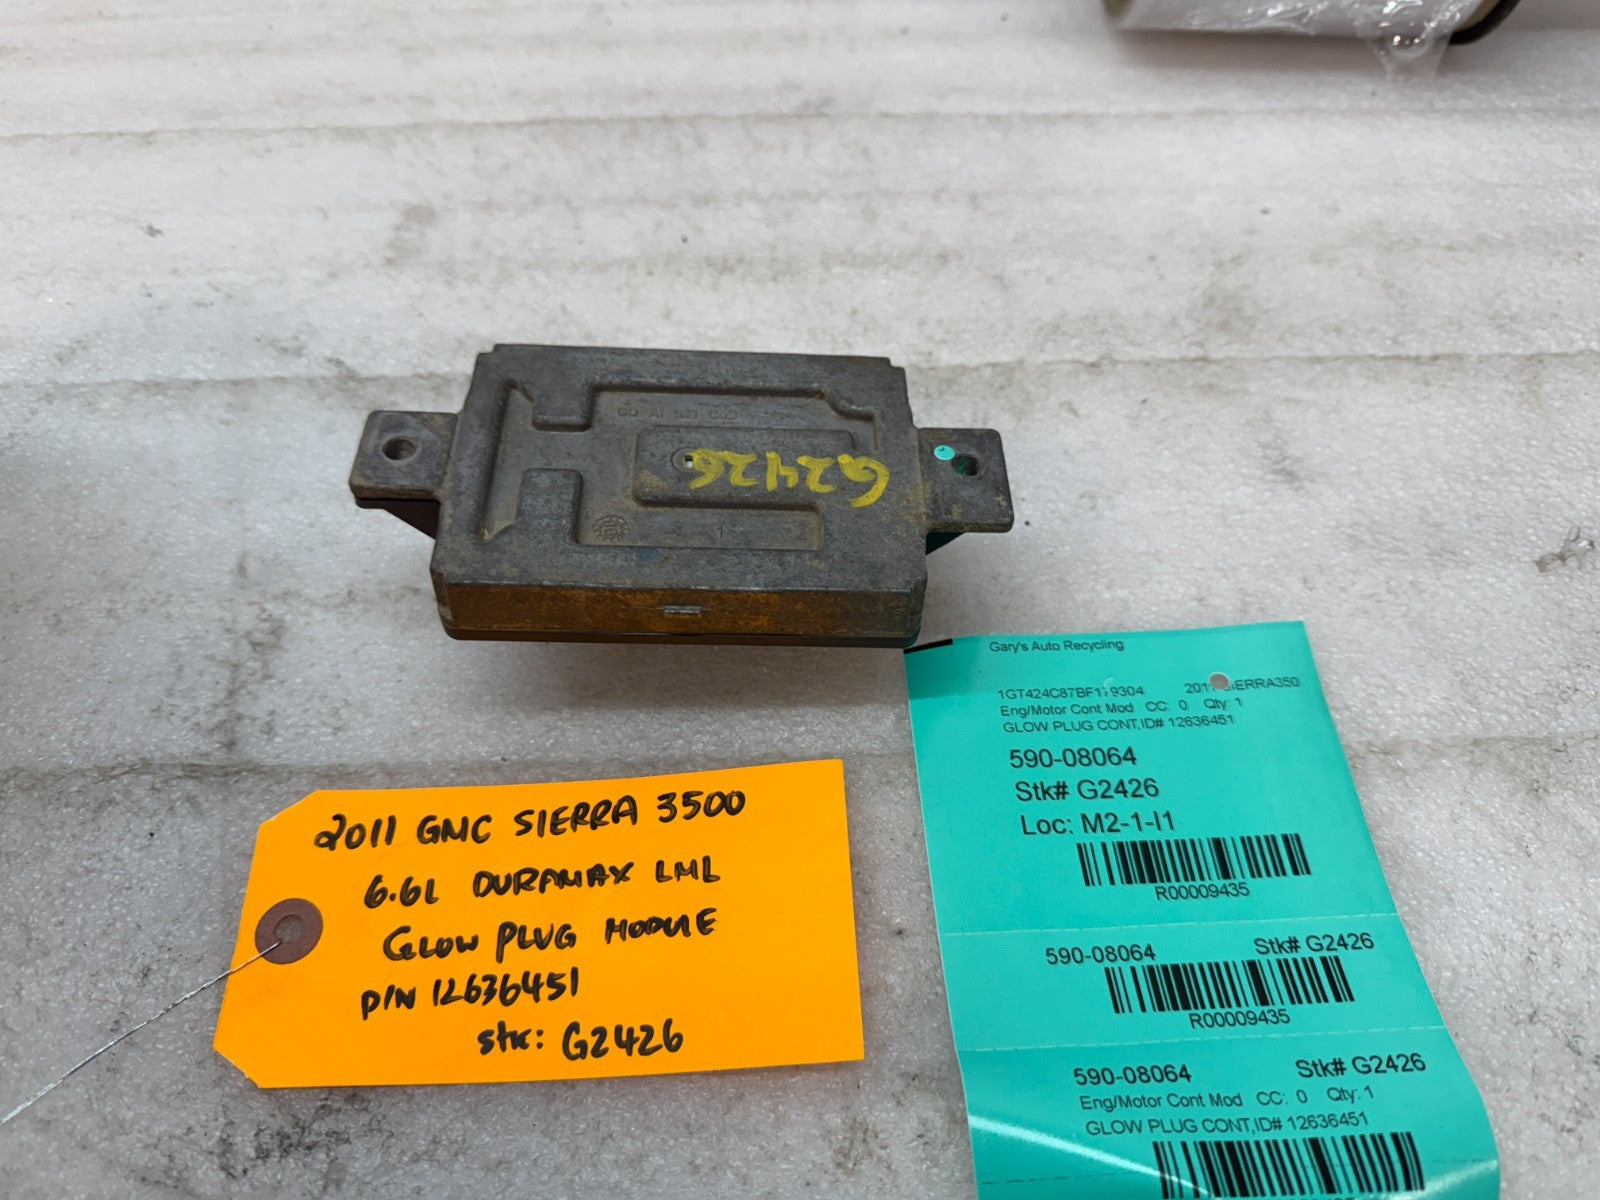 G2426
1
2011 GMC SIERRA 3500
6.6L DURAMAX LML
GLOW PLUG MODULE
P/N 12636451
stk: G2426
Gary's Auto Recycling
Eng/Motor Cont Mod CC: 0 Qty: 1
GLOW PLUG CONT,ID# 12636451
590-08064
Stk# G2426
Loc: M2-1-I1
R00009435
590-08064 Stk# G2426
R00009435
590-08064 Stk# G2426
Eng/Motor Cont Mod CC: 0 Qty: 1
GLOW PLUG CONT,ID# 12636451